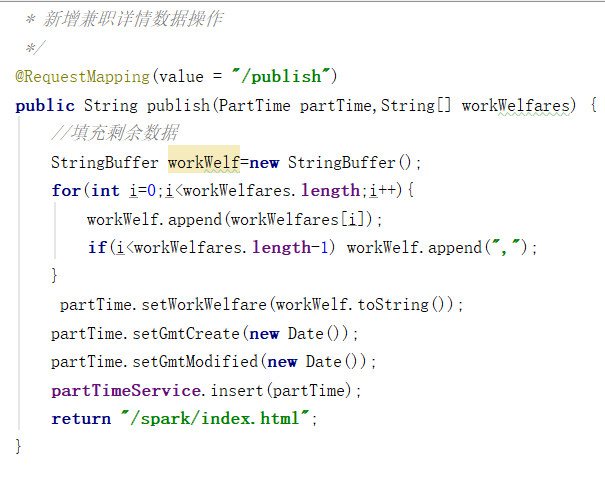 * 新增兼职详情数据操作
*/
@RequestMapping(value = "/publish")
public String publish(PartTime partTime,String[] workWelfares) {
//填充剩余数据
StringBuffer workWelf=new StringBuffer();
for(int i=0;i<workWelfares.length;i++){
workWelf.append(workWelfares[i]);
if(i<workWelfares.length-1) workWelf.append(",");
}
partTime.setWorkWelfare(workWelf.toString());
partTime.setGmtCreate(new Date());
partTime.setGmtModified(new Date());
partTimeService.insert(partTime);
return "/spark/index.html";
}